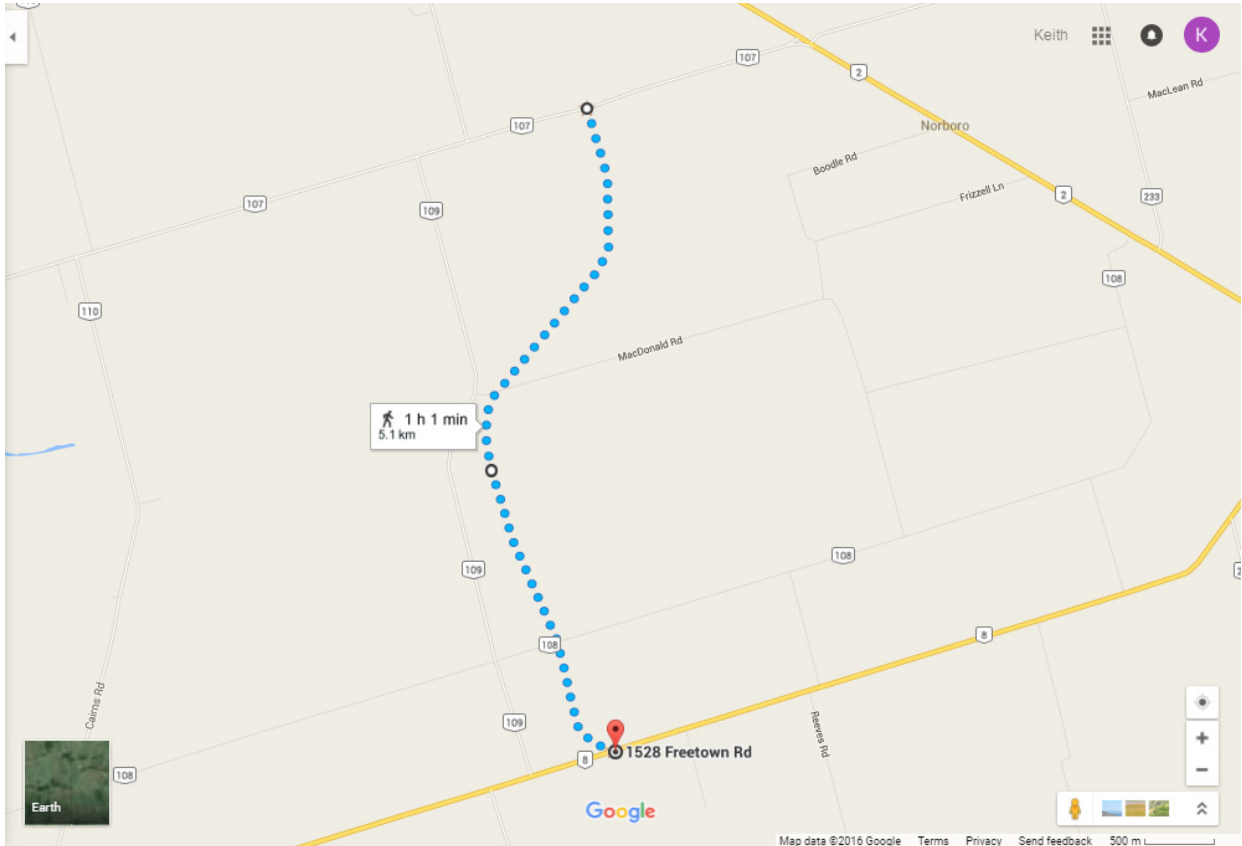 Keith
K
107
2
MacLean Rd
107
Norboro
Boodle Rd
107
109
Frizzell Ln
2
233
108
110
MacDonald Rd
1 h 1 min
5.1 km
109
108
108
8
Cairns Rd
109
Reeves Rd
1528 Freetown Rd
8
108
Earth
Google
Map data ©2016 Google Terms Privacy Send feedback 500 m